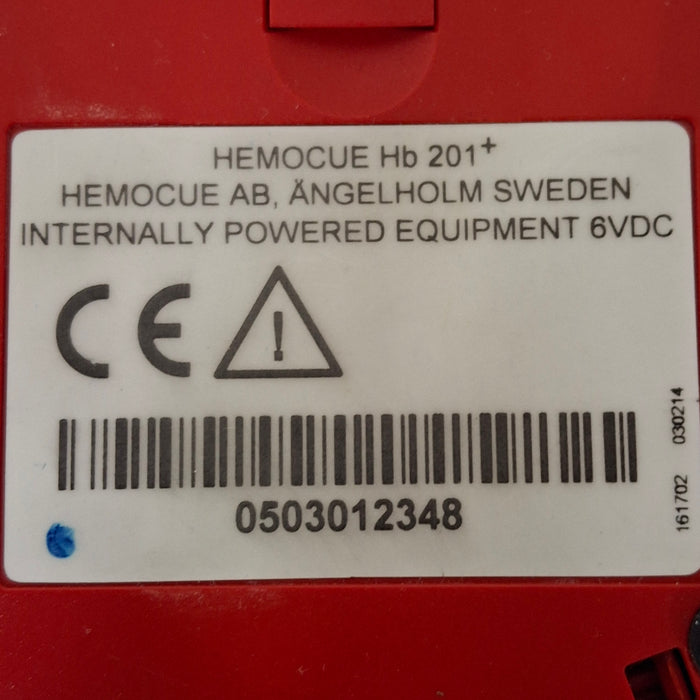 HEMOCUE Hb 201+
HEMOCUE AB, ÄNGELHOLM SWEDEN
INTERNALLY POWERED EQUIPMENT 6VDC
CE
!
0503012348
161702 030214